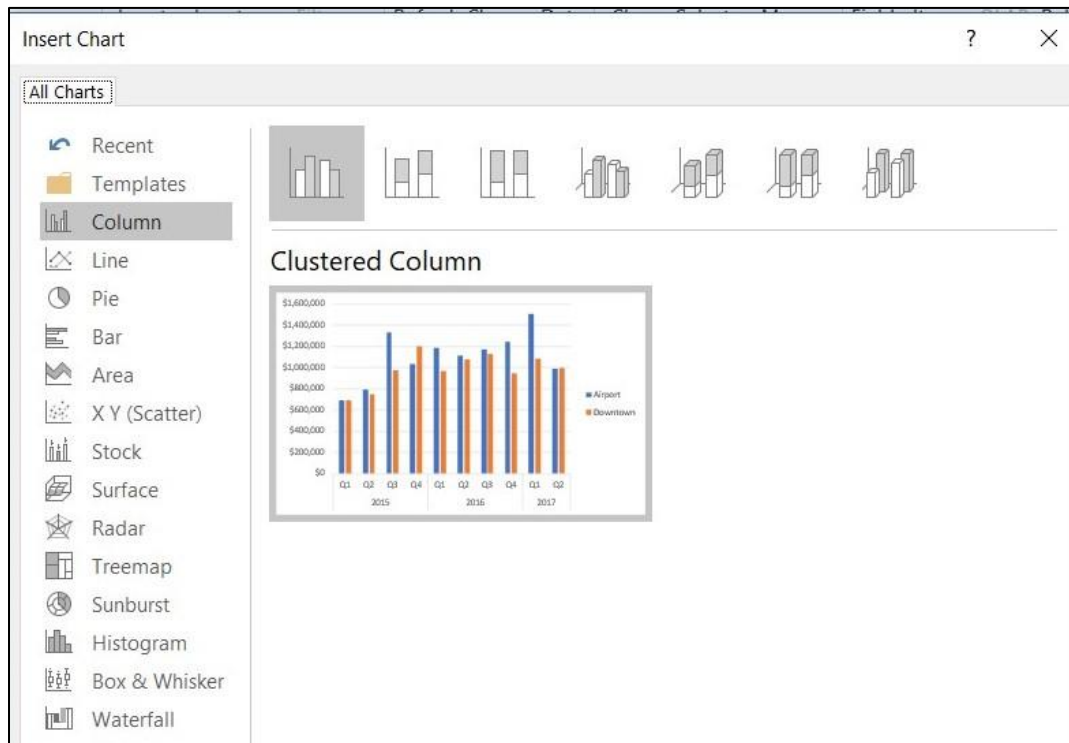 Insert Chart
?
All Charts
Recent
Templates
Column
Line
Pie
Bar
Area
X Y (Scatter)
Stock
Surface
Radar
Treemap
Sunburst
Histogram
Box & Whisker
Waterfall
Clustered Column
$1,600,000
$1,400,000
$1,200,000
$1,000,000
$800,000
$600,000
$400,000
$200,000
$0
Q1 Q2 Q3 Q4 Q1 Q2 Q3 Q4 Q1 Q2
2015 2016 2017
Airport
Downtown